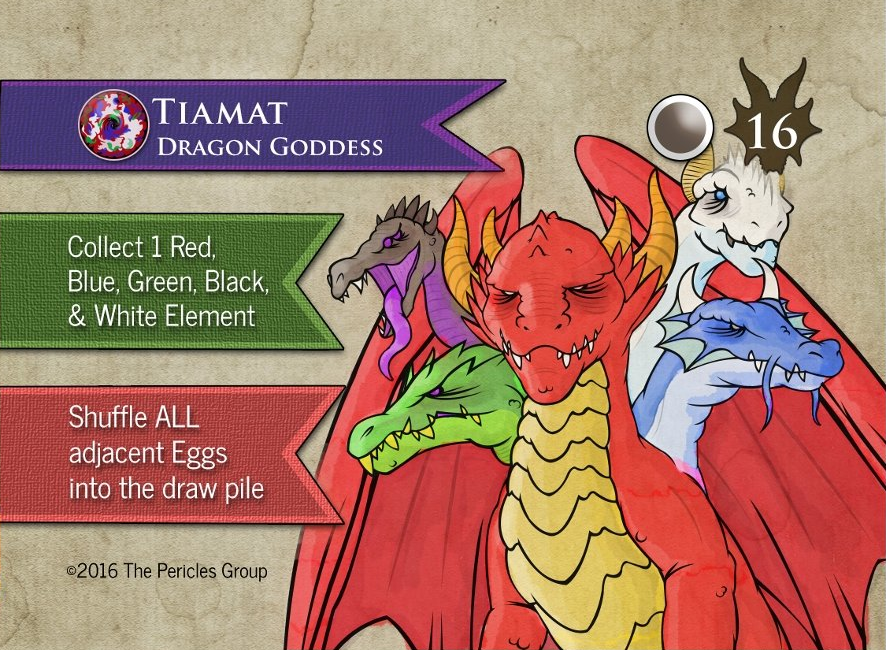 Tiamat
Dragon Goddess
16
Collect 1 Red,
Blue, Green, Black,
& White Element
Shuffle ALL
adjacent Eggs
into the draw pile
©2016 The Pericles Group